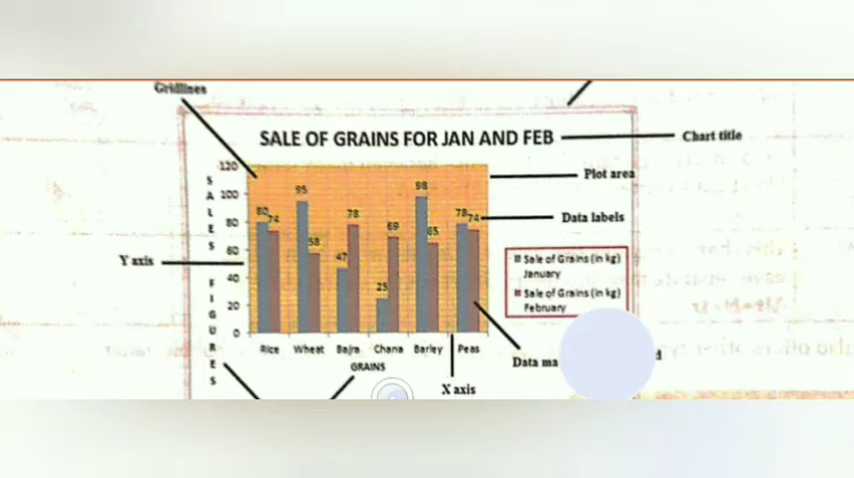 Gridlines
SALE OF GRAINS FOR JAN AND FEB
Chart title
Plot area
Data labels
Y axis
SALES FIGURES
120
100
80
60
40
20
0
80 74
95 58
47 78
25 69
98 65
78 74
Rice Wheat Bajra Chana Barley Peas
GRAINS
Sale of Grains (in kg)
January
Sale of Grains (in kg)
February
Data ma
X axis